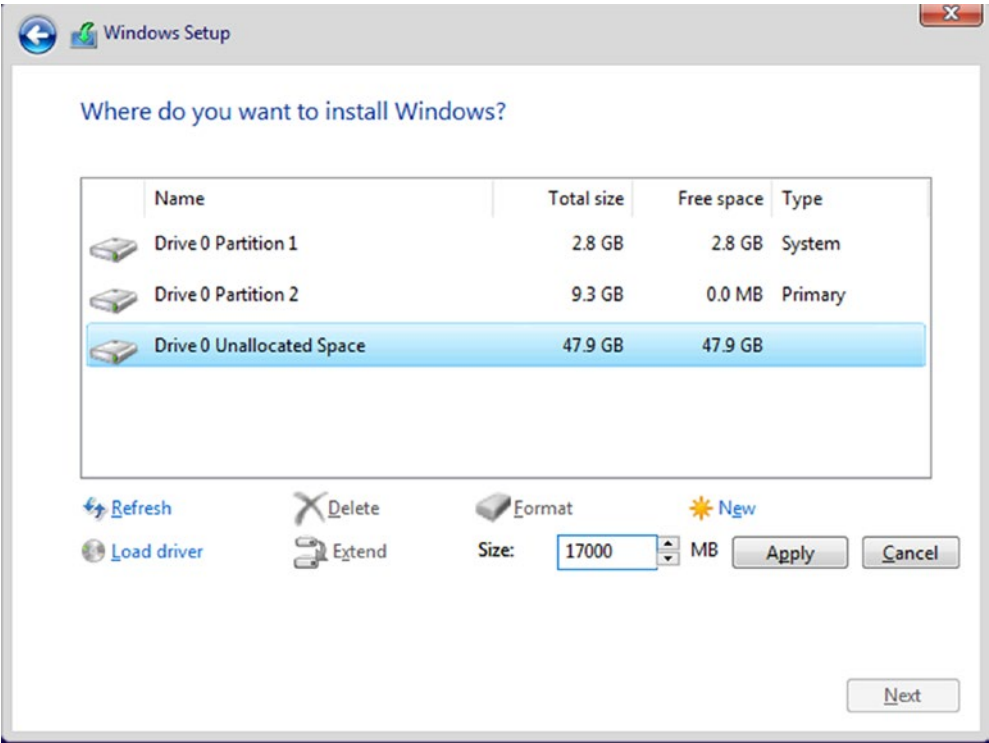 Windows Setup
Where do you want to install Windows?
Name Total size Free space Type
Drive 0 Partition 1 2.8 GB 2.8 GB System
Drive 0 Partition 2 9.3 GB 0.0 MB Primary
Drive 0 Unallocated Space 47.9 GB 47.9 GB
Refresh Delete Format New
Load driver Extend Size: 17000 MB Apply Cancel
Next